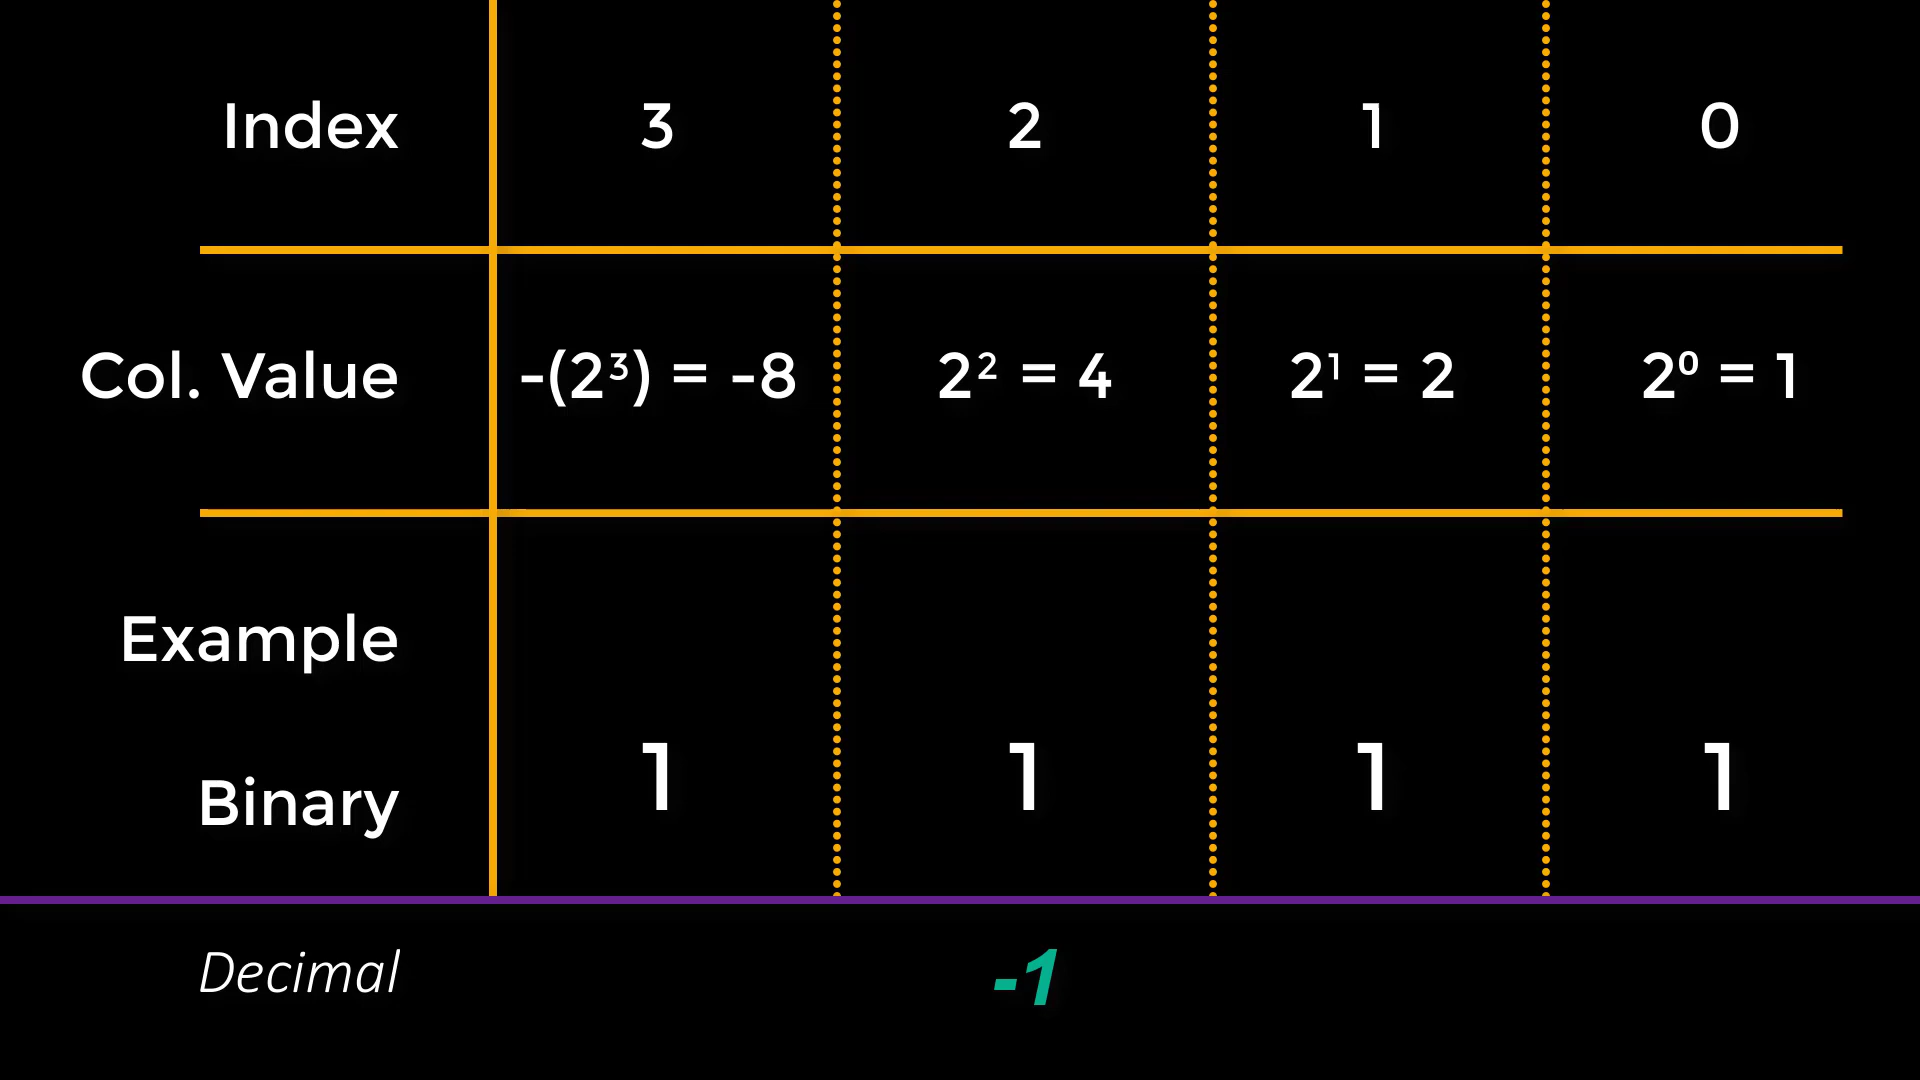 Index 3 2 1 0
Col. Value -(2³) = -8 2² = 4 2¹ = 2 2⁰ = 1
Example
Binary 1 1 1 1
Decimal -1